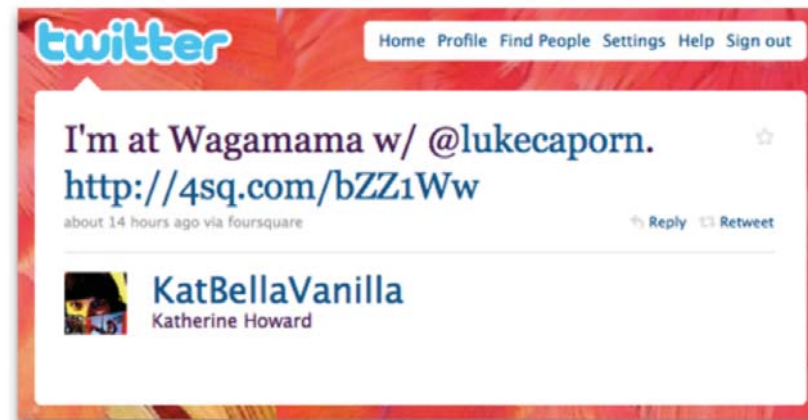 twitter
Home Profile Find People Settings Help Sign out
I'm at Wagamama w/ @lukecaporn.
http://4sq.com/bZZ1Ww
about 14 hours ago via foursquare
Reply Retweet
KatBellaVanilla
Katherine Howard